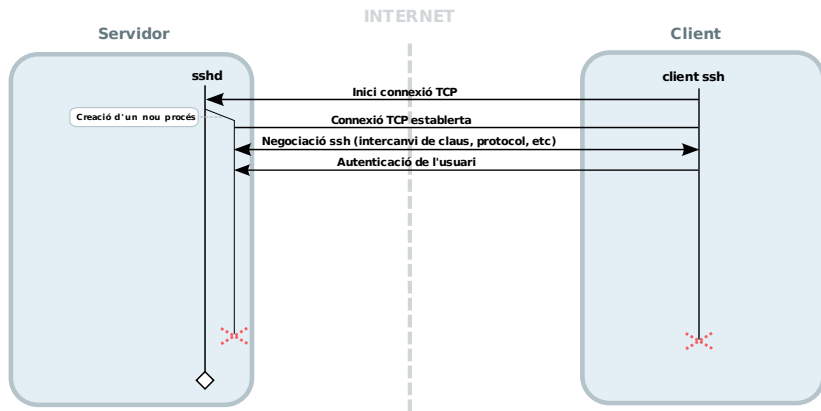 INTERNET
Servidor
Client
sshd
client ssh
Inici connexió TCP
Creació d'un nou procés
Connexió TCP establerta
Negociació ssh (intercanvi de claus, protocol, etc)
Autenticació de l'usuari